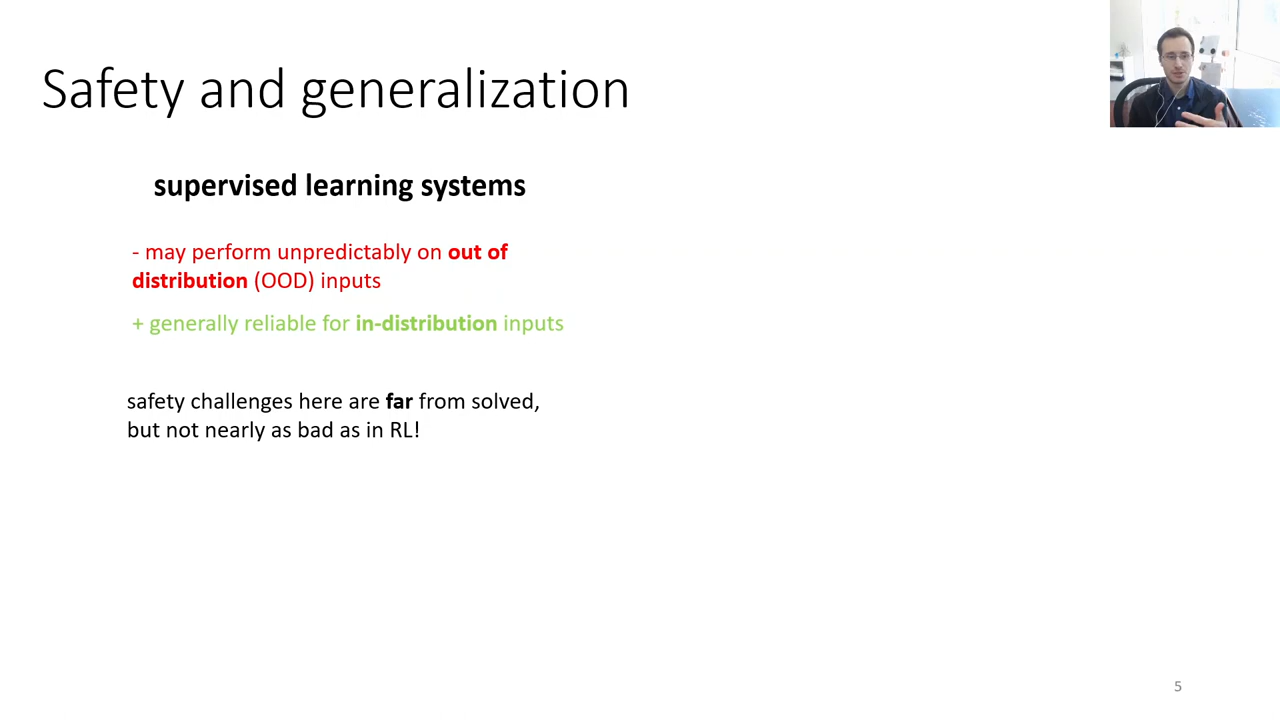 Safety and generalization
supervised learning systems
- may perform unpredictably on out of
distribution (OOD) inputs
+ generally reliable for in-distribution inputs
safety challenges here are far from solved,
but not nearly as bad as in RL!
5